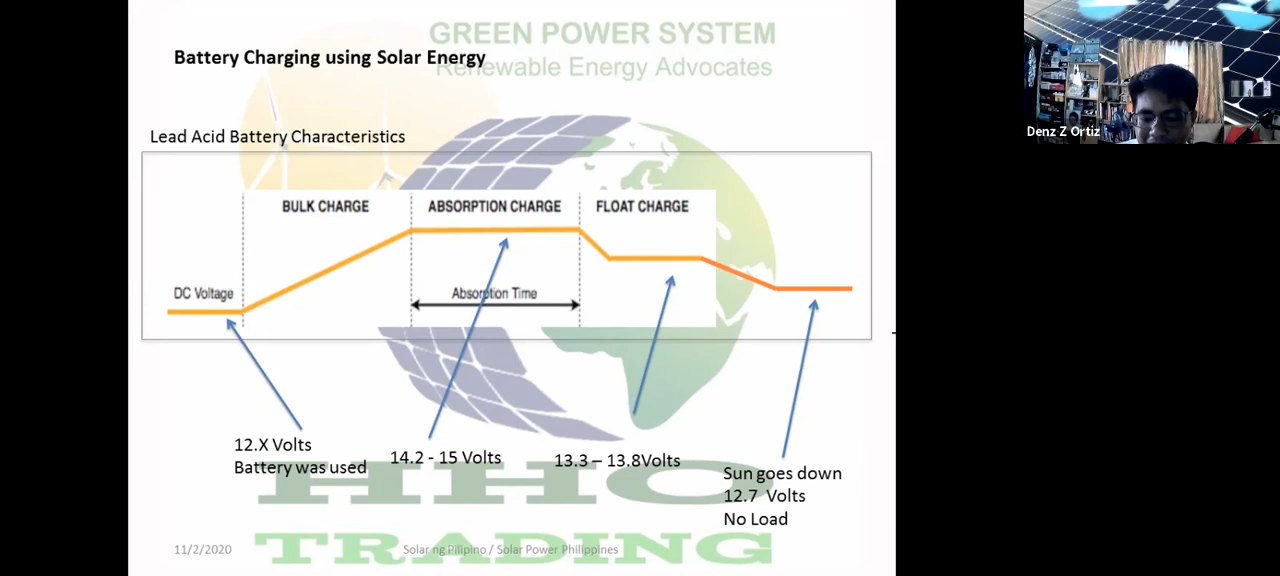 GREEN POWER SYSTEM
Battery Charging using Solar Energy
Renewable Energy Advocates
Denz Z Ortiz
Lead Acid Battery Characteristics
BULK CHARGE
ABSORPTION CHARGE
FLOAT CHARGE
DC Voltage
Absorption Time
12.X Volts
Battery was used
14.2 - 15 Volts
13.3 – 13.8Volts
Sun goes down
12.7 Volts
No Load
HHO
TRADING
11/2/2020
Solar ng Pilipino / Solar Power Philippines